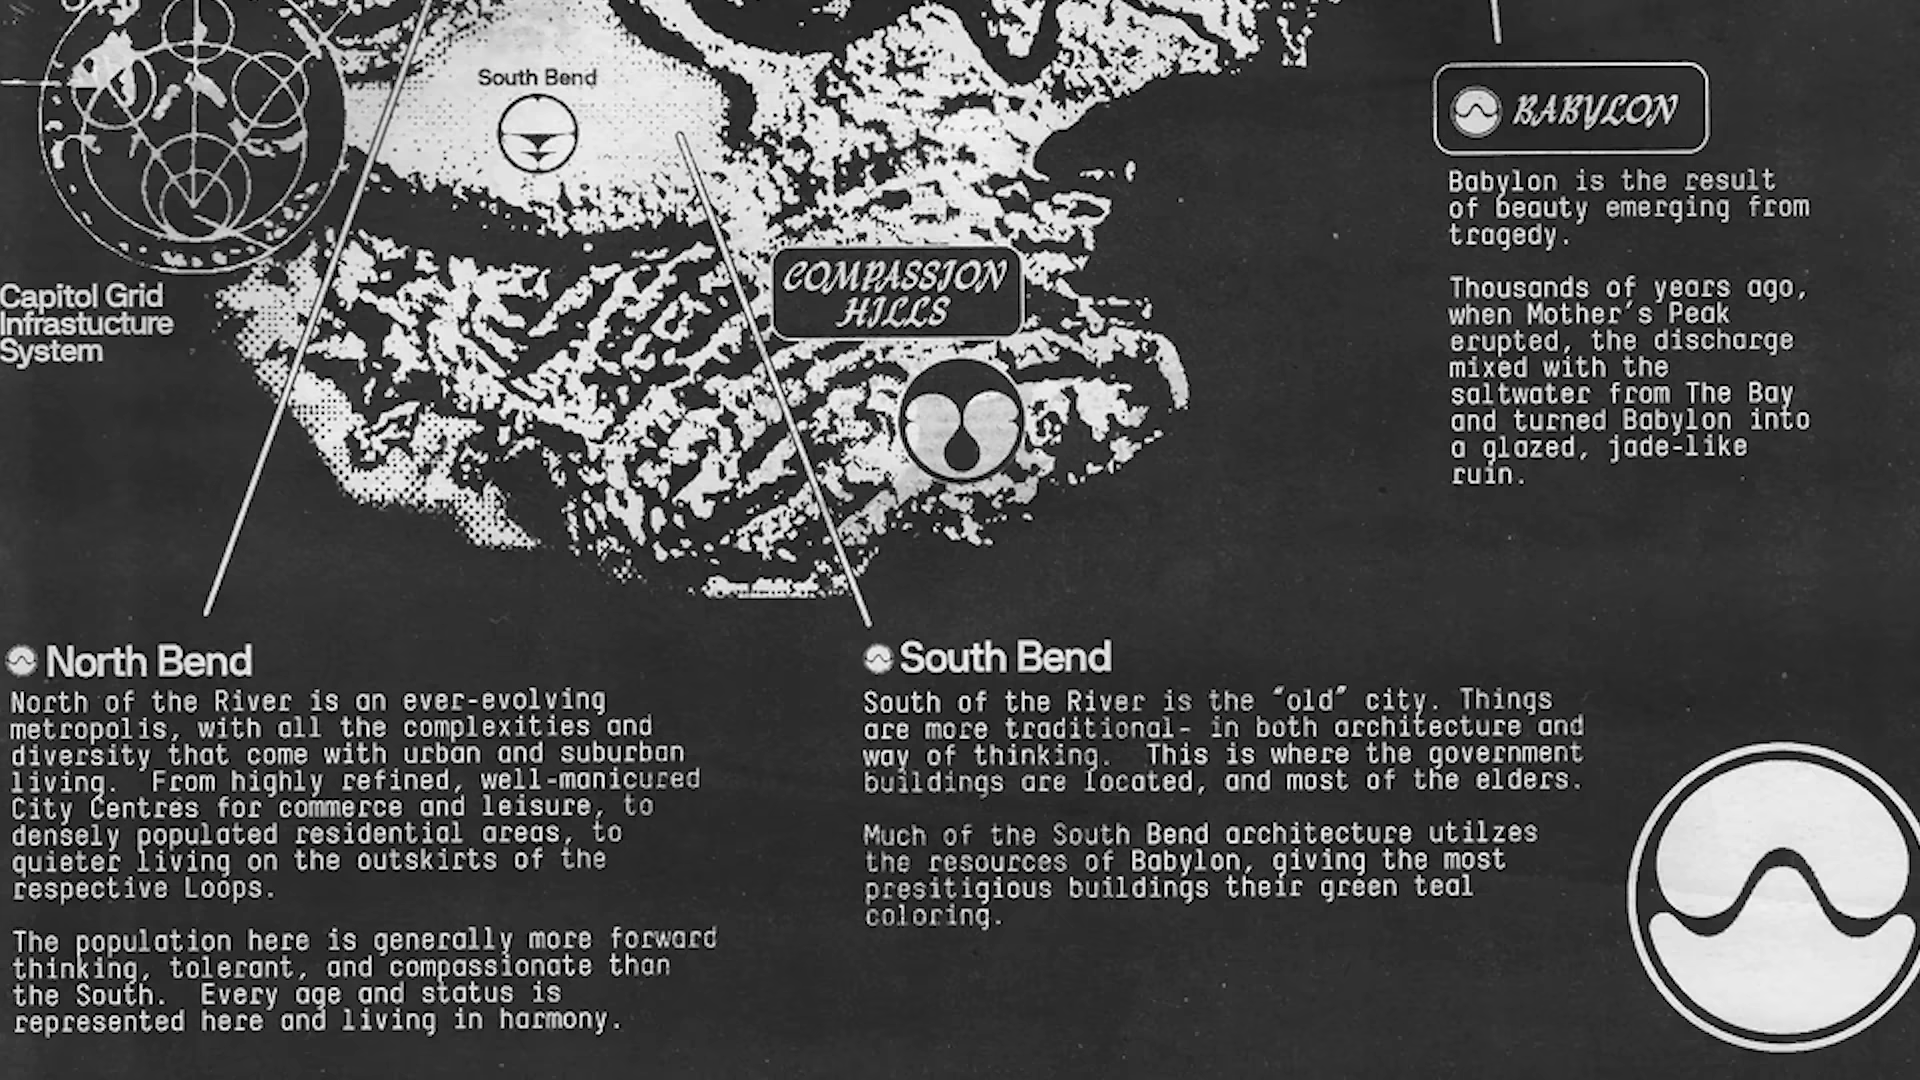 South Bend
BABYLON
Babylon is the result
of beauty emerging from
tragedy.
Thousands of years ago,
when Mother's Peak
erupted, the discharge
mixed with the
saltwater from The Bay
and turned Babylon into
a glazed, jade-like
ruin.
COMPASSION
HILLS
Capitol Grid
Infrastucture
System
North Bend
North of the River is an ever-evolving
metropolis, with all the complexities and
diversity that come with urban and suburban
living.  From highly refined, well-manicured
City Centres for commerce and leisure, to
densely populated residential areas, to
quieter living on the outskirts of the
respective Loops.
The population here is generally more forward
thinking, tolerant, and compassionate than
the South.  Every age and status is
represented here and living in harmony.
South Bend
South of the River is the "old" city. Things
are more traditional- in both architecture and
way of thinking.  This is where the government
buildings are located, and most of the elders.
Much of the South Bend architecture utilzes
the resources of Babylon, giving the most
presitigious buildings their green teal
coloring.